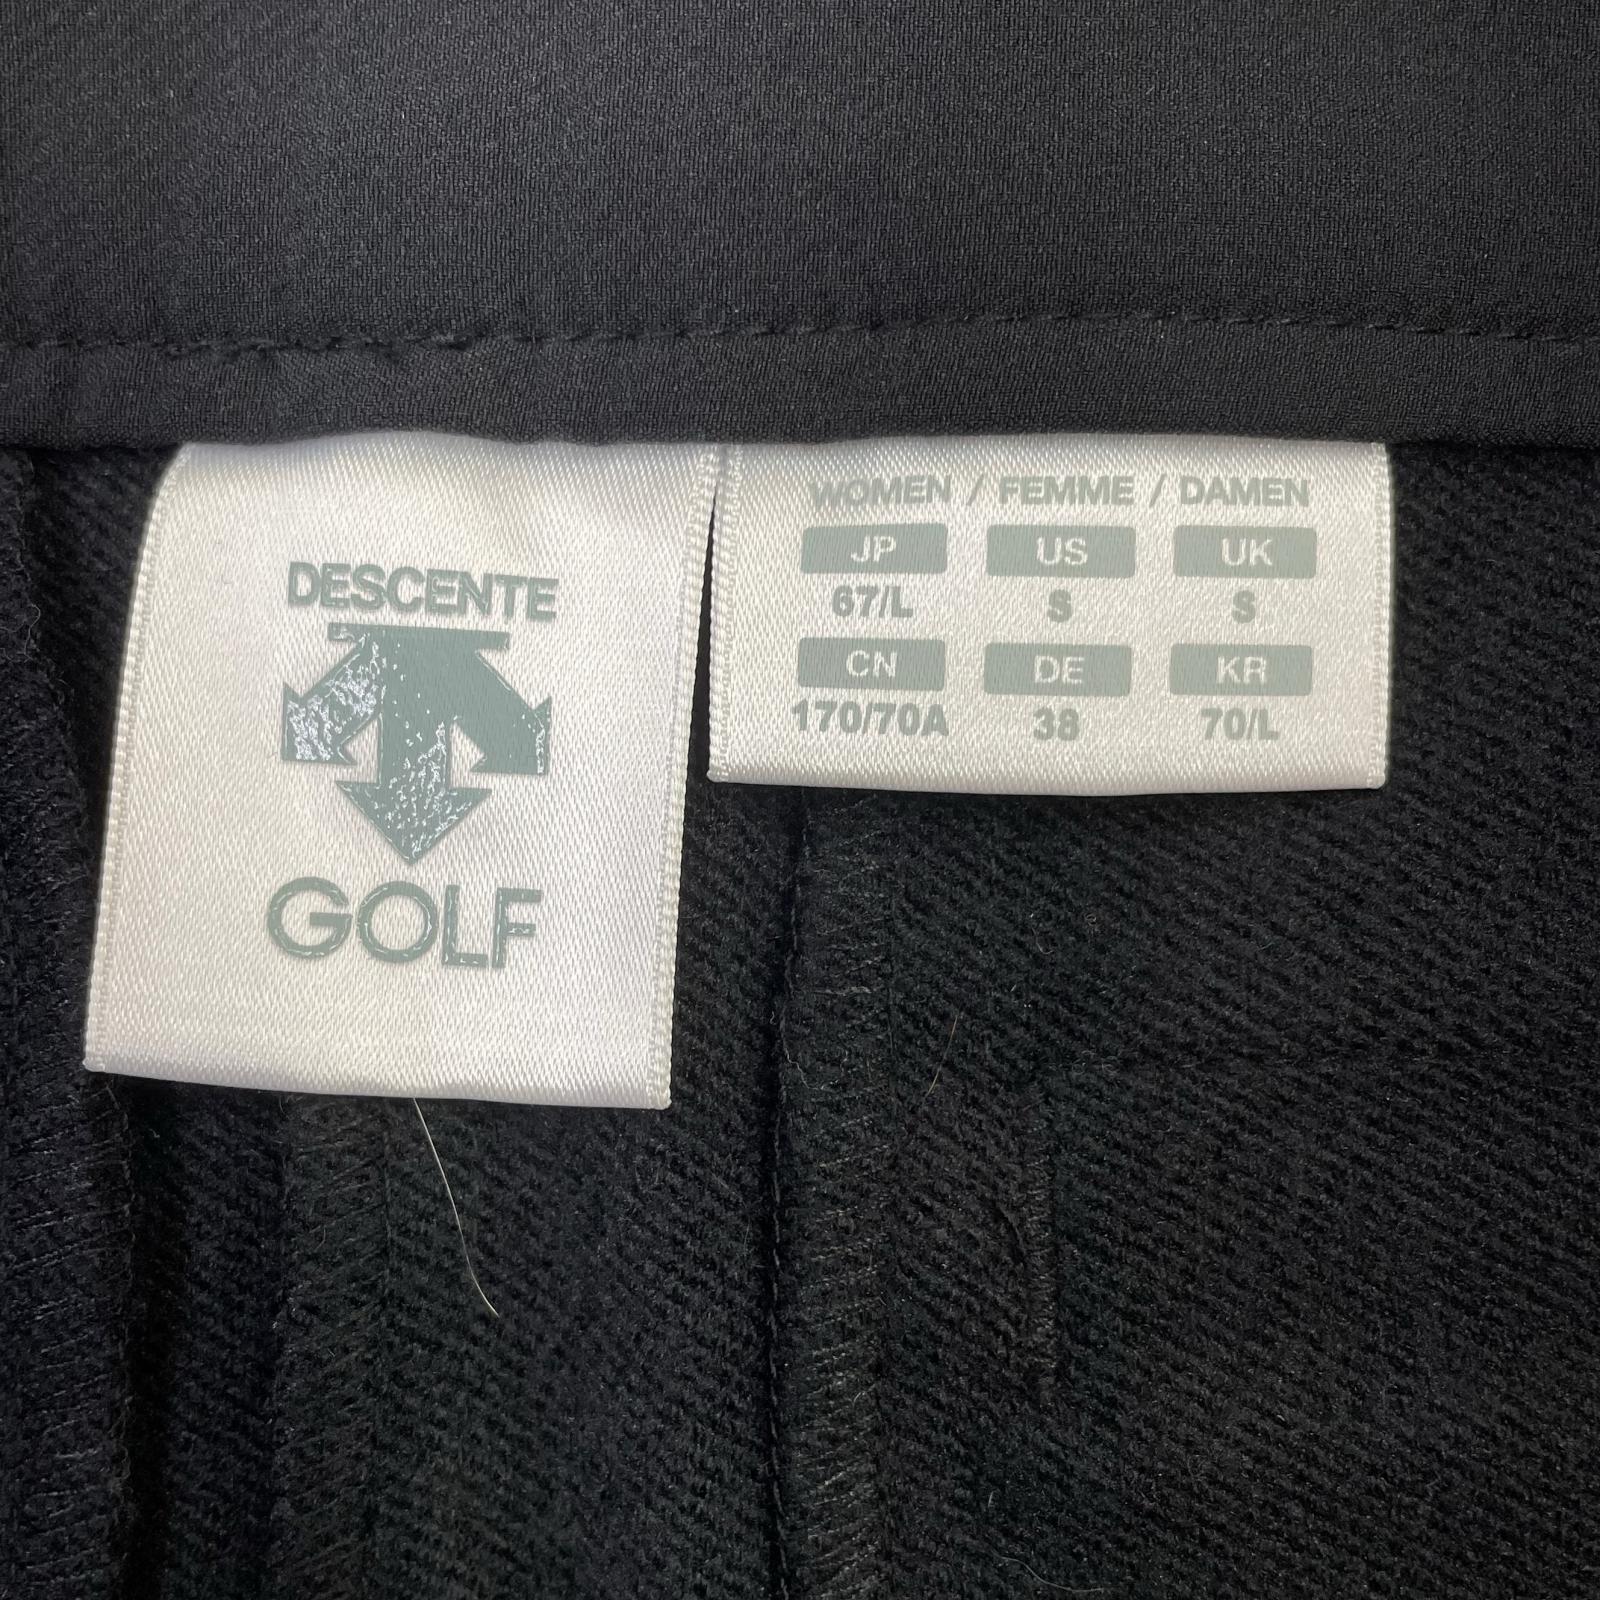 DESCENTE
GOLF
WOMEN / FEMME / DAMEN
JP US UK
67/L S S
CN DE KR
170/70A 38 70/L